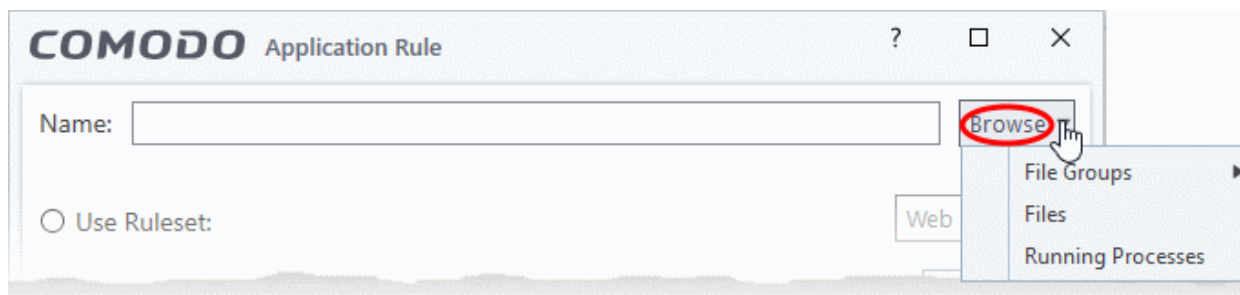 COMODO Application Rule ?
Name: Browse
File Groups
Use Ruleset: Web Files
Running Processes